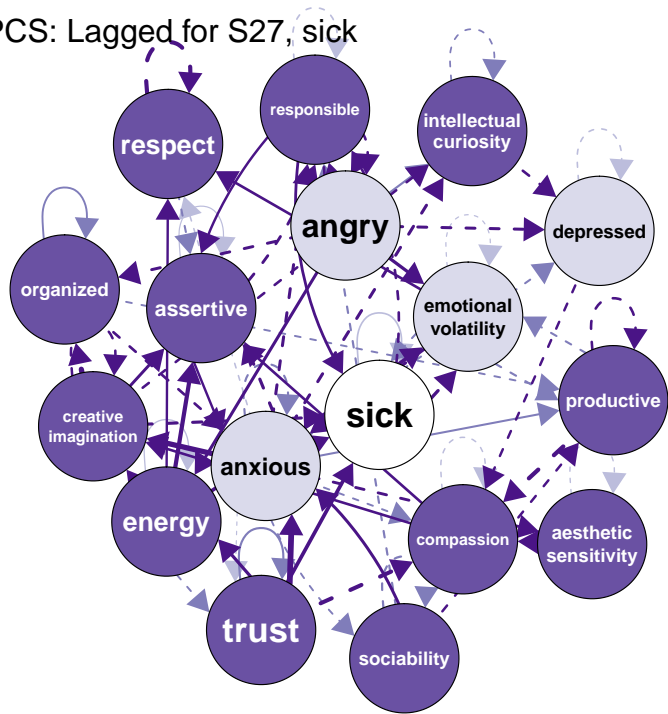 PCS: Lagged for S27, sick
responsible
intellectual
curiosity
respect
angry
depressed
organized
assertive
emotional
volatility
sick
productive
creative
imagination
anxious
energy
compassion
aesthetic
sensitivity
trust
sociability